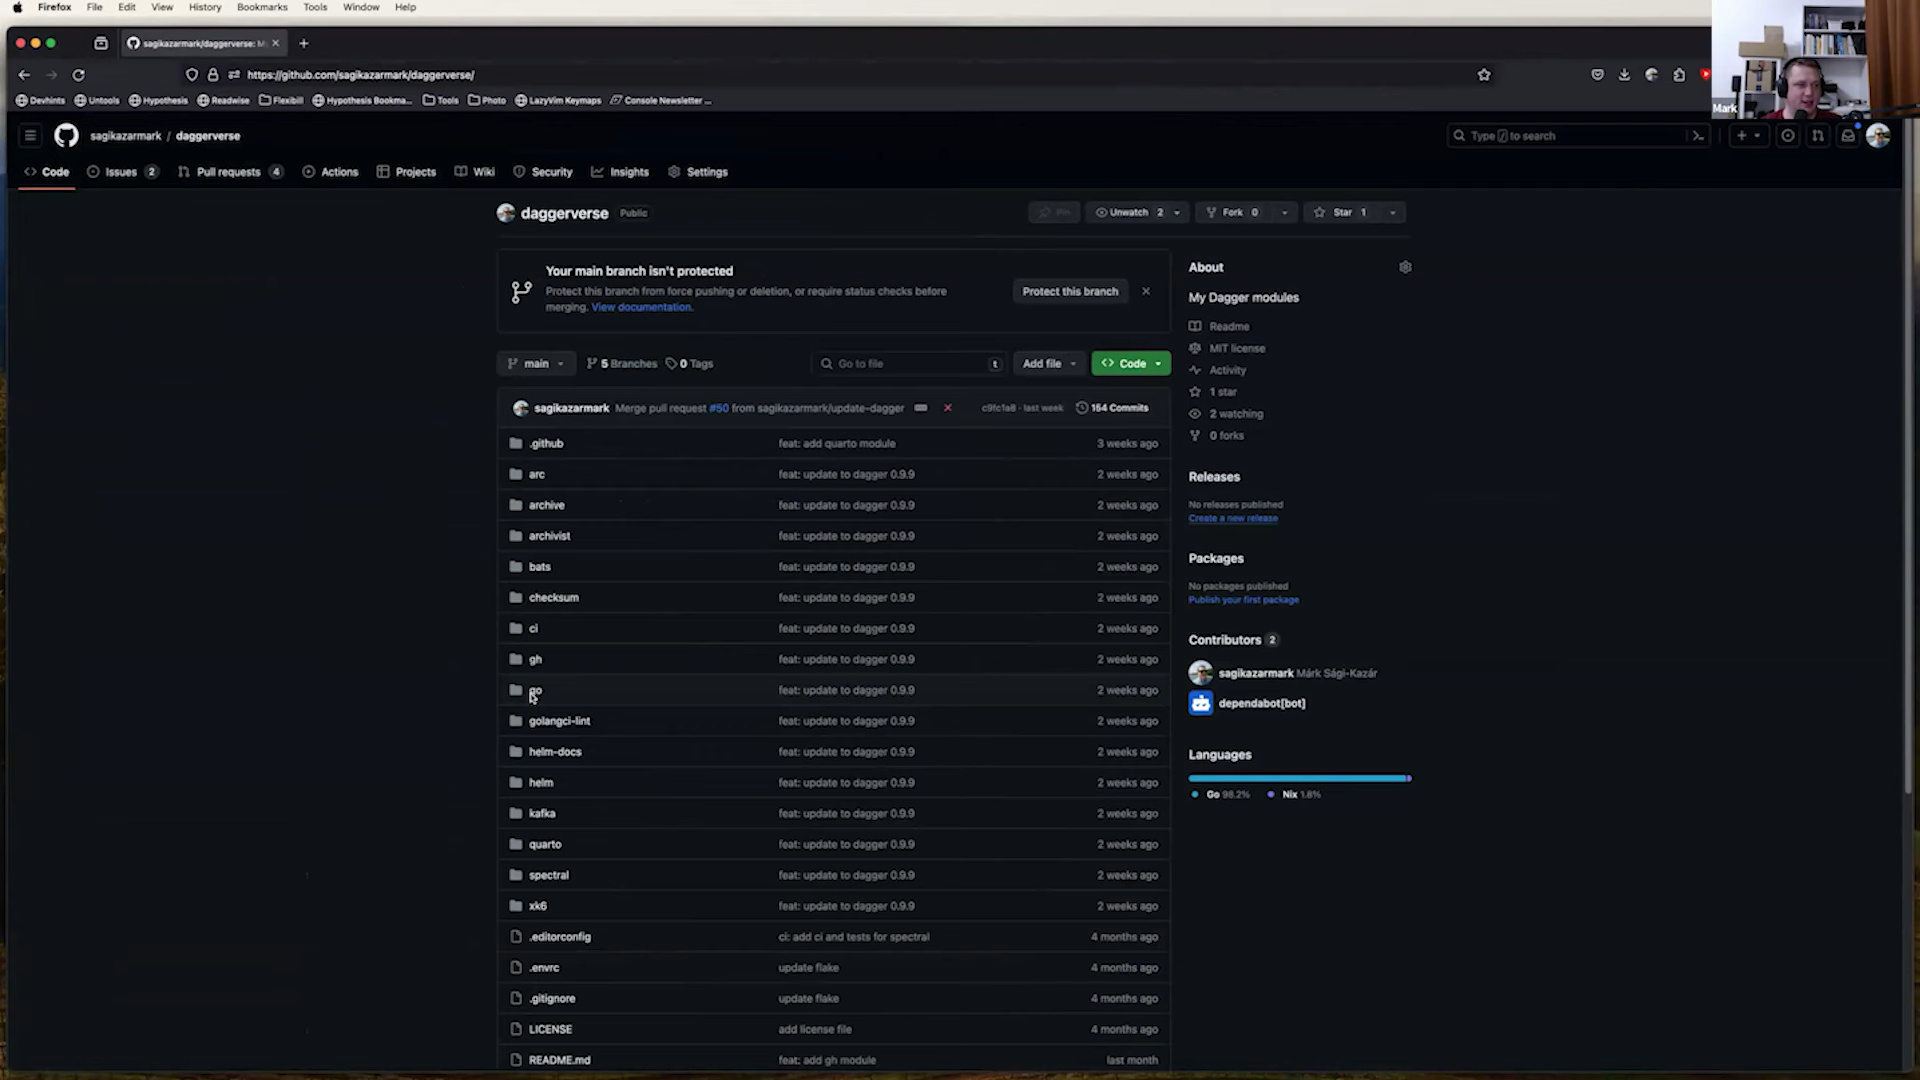 Firefox File Edit View History Bookmarks Tools Window Help
sagikazarmark/daggerverse: M
https://github.com/sagikazarmark/daggerverse/
Devhints Untools Hypothesis Readwise Flexibill Hypothesis Bookma... Tools Photo LazyVim Keymaps Console Newsletter ...
Mark
sagikazarmark / daggerverse
Type / to search
Code Issues 2 Pull requests 4 Actions Projects Wiki Security Insights Settings
daggerverse Public
Pin Unwatch 2 Fork 0 Star 1
Your main branch isn't protected
Protect this branch from force pushing or deletion, or require status checks before
merging. View documentation.
Protect this branch
main 5 Branches 0 Tags Go to file t Add file Code
sagikazarmark Merge pull request #50 from sagikazarmark/update-dagger c9fc1a8 · last week 154 Commits
.github feat: add quarto module 3 weeks ago
arc feat: update to dagger 0.9.9 2 weeks ago
archive feat: update to dagger 0.9.9 2 weeks ago
archivist feat: update to dagger 0.9.9 2 weeks ago
bats feat: update to dagger 0.9.9 2 weeks ago
checksum feat: update to dagger 0.9.9 2 weeks ago
ci feat: update to dagger 0.9.9 2 weeks ago
gh feat: update to dagger 0.9.9 2 weeks ago
go feat: update to dagger 0.9.9 2 weeks ago
golangci-lint feat: update to dagger 0.9.9 2 weeks ago
helm-docs feat: update to dagger 0.9.9 2 weeks ago
helm feat: update to dagger 0.9.9 2 weeks ago
kafka feat: update to dagger 0.9.9 2 weeks ago
quarto feat: update to dagger 0.9.9 2 weeks ago
spectral feat: update to dagger 0.9.9 2 weeks ago
xk6 feat: update to dagger 0.9.9 2 weeks ago
.editorconfig ci: add ci and tests for spectral 4 months ago
.envrc update flake 4 months ago
.gitignore update flake 4 months ago
LICENSE add license file 4 months ago
README.md feat: add gh module last month
About
My Dagger modules
Readme
MIT license
Activity
1 star
2 watching
0 forks
Releases
No releases published
Create a new release
Packages
No packages published
Publish your first package
Contributors 2
sagikazarmark Márk Sági-Kazár
dependabot[bot]
Languages
Go 98.2% Nix 1.8%